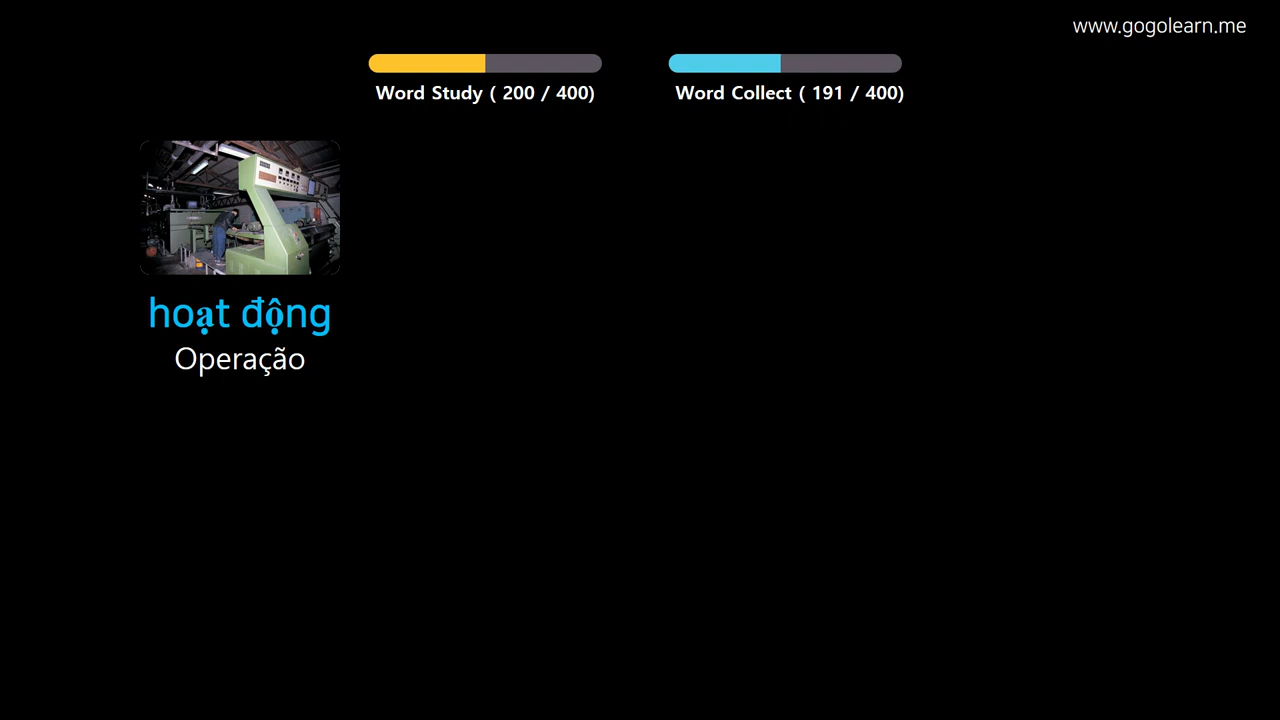 www.gogolearn.me
Word Study ( 200 / 400)
Word Collect ( 191 / 400)
hoạt động
Operação